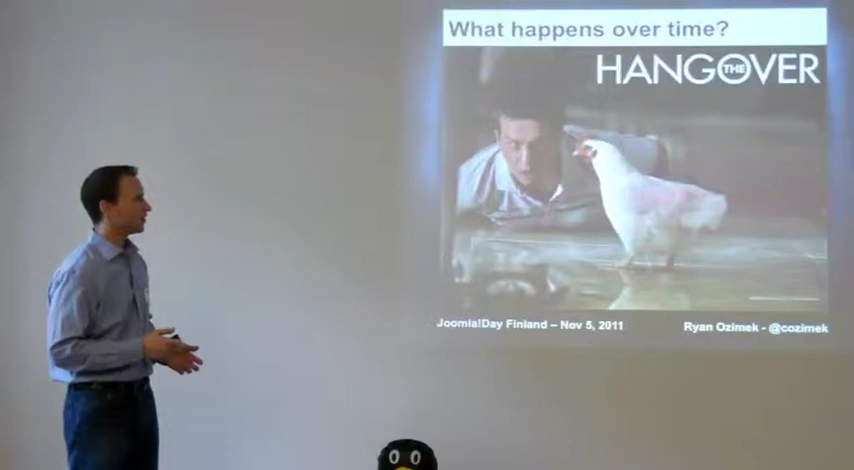 What happens over time?
THE
HANGOVER
Joomla!Day Finland – Nov 5, 2011
Ryan Ozimek - @cozimek